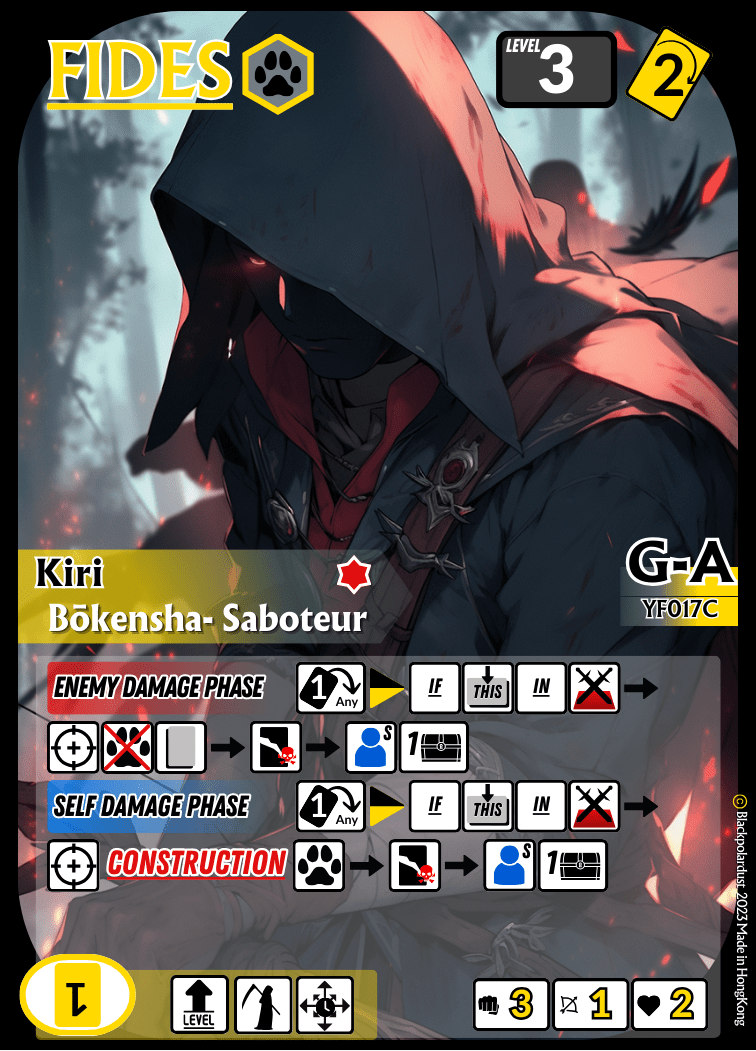 FIDES
LEVEL 3
2
Kiri
G-A
Bōkensha- Saboteur
YF017C
ENEMY DAMAGE PHASE 1 Any IF THIS IN
S 1
SELF DAMAGE PHASE 1 Any IF THIS IN
CONSTRUCTION S 1
© Blackpolardust 2023 Made in HongKong
1
LEVEL
3 1 2